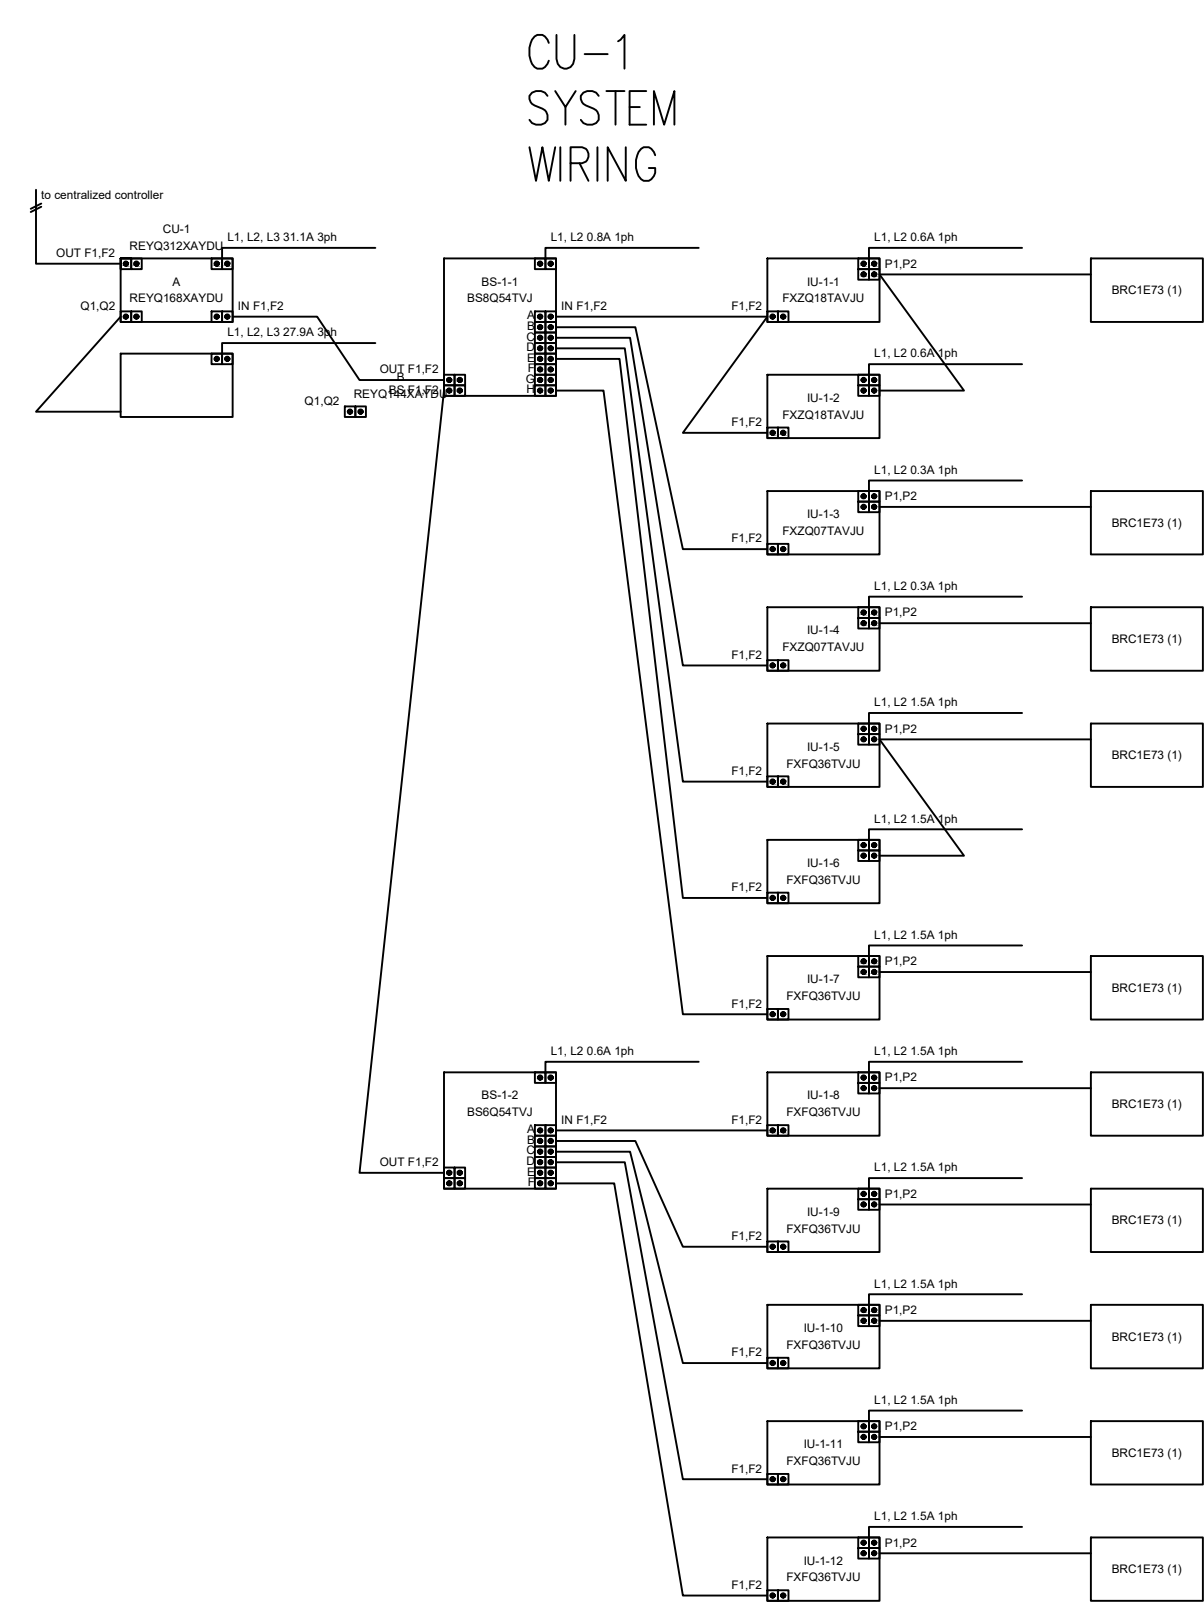 CU-1
SYSTEM
WIRING
to centralized controller
CU-1
REYQ312XAYDU
L1, L2, L3 31.1A 3ph
OUT F1,F2
A
REYQ168XAYDU
Q1,Q2
IN F1,F2
L1, L2, L3 27.9A 3ph
B
REYQ144XAYDU
Q1,Q2
L1, L2 0.8A 1ph
BS-1-1
BS8Q54TVJ
IN F1,F2
A
B
C
D
E
F
G
H
OUT F1,F2
BS F1,F2
L1, L2 0.6A 1ph
P1,P2
IU-1-1
FXZQ18TAVJU
F1,F2
BRC1E73 (1)
L1, L2 0.6A 1ph
IU-1-2
FXZQ18TAVJU
F1,F2
L1, L2 0.3A 1ph
P1,P2
IU-1-3
FXZQ07TAVJU
F1,F2
BRC1E73 (1)
L1, L2 0.3A 1ph
P1,P2
IU-1-4
FXZQ07TAVJU
F1,F2
BRC1E73 (1)
L1, L2 1.5A 1ph
P1,P2
IU-1-5
FXFQ36TVJU
F1,F2
BRC1E73 (1)
L1, L2 1.5A 1ph
IU-1-6
FXFQ36TVJU
F1,F2
L1, L2 1.5A 1ph
P1,P2
IU-1-7
FXFQ36TVJU
F1,F2
BRC1E73 (1)
L1, L2 0.6A 1ph
BS-1-2
BS6Q54TVJ
IN F1,F2
A
B
C
D
E
F
OUT F1,F2
L1, L2 1.5A 1ph
P1,P2
IU-1-8
FXFQ36TVJU
F1,F2
BRC1E73 (1)
L1, L2 1.5A 1ph
P1,P2
IU-1-9
FXFQ36TVJU
F1,F2
BRC1E73 (1)
L1, L2 1.5A 1ph
P1,P2
IU-1-10
FXFQ36TVJU
F1,F2
BRC1E73 (1)
L1, L2 1.5A 1ph
P1,P2
IU-1-11
FXFQ36TVJU
F1,F2
BRC1E73 (1)
L1, L2 1.5A 1ph
P1,P2
IU-1-12
FXFQ36TVJU
F1,F2
BRC1E73 (1)